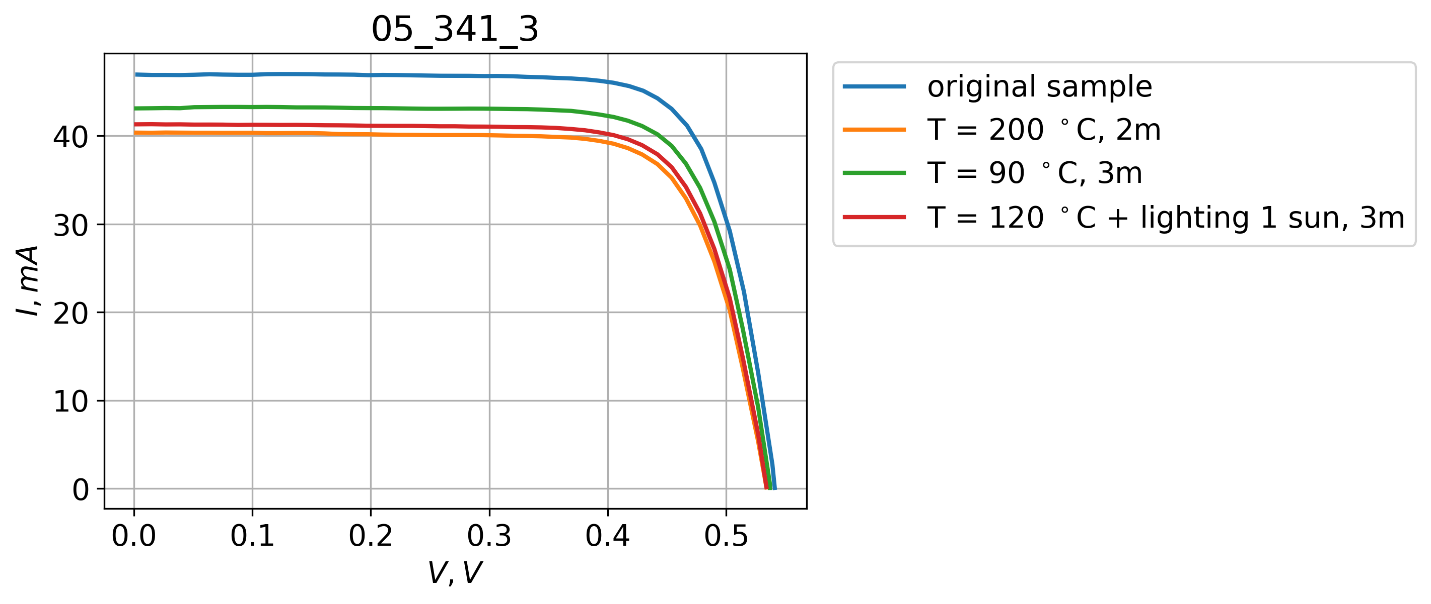 05_341_3
I, mA
40
30
20
10
0
0.0 0.1 0.2 0.3 0.4 0.5
V, V
original sample
T = 200 °C, 2m
T = 90 °C, 3m
T = 120 °C + lighting 1 sun, 3m